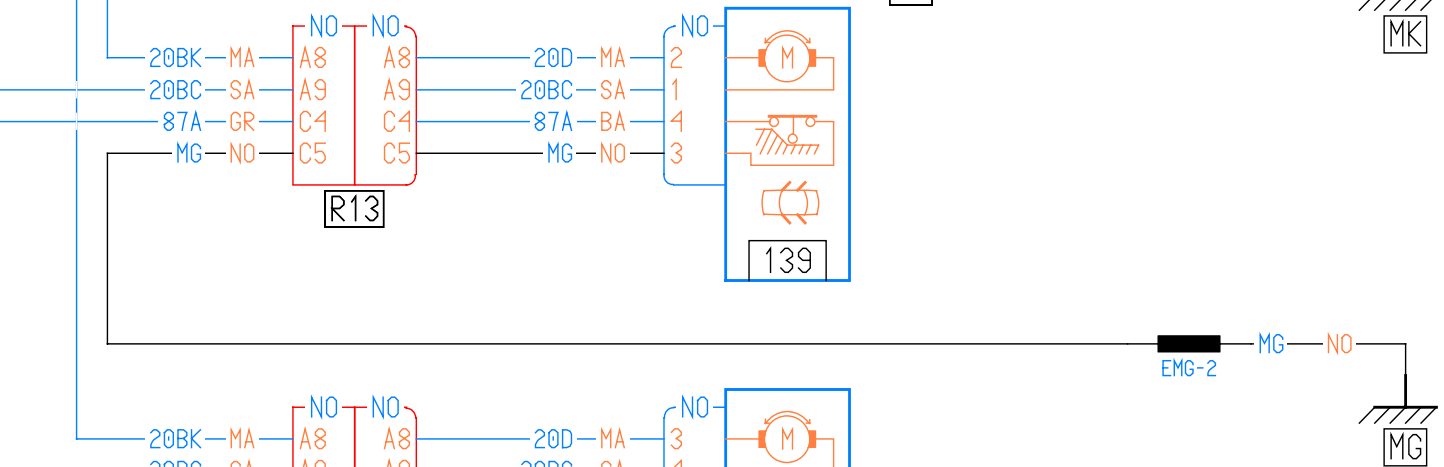 MK
NO NO NO
M
20BK MA A8 A8 20D MA 2
20BC SA A9 A9 20BC SA 1
87A GR C4 C4 87A BA 4
MG NO C5 C5 MG NO 3
R13
139
MG NO
EMG-2
NO NO NO
M
20BK MA A8 A8 20D MA 3
MG